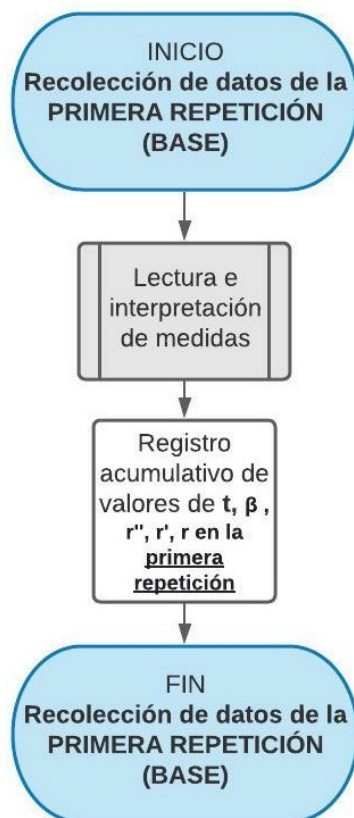 INICIO
Recolección de datos de la
PRIMERA REPETICIÓN
(BASE)
Lectura e
interpretación
de medidas
Registro
acumulativo de
valores de t, β ,
r'', r', r en la
primera
repetición
FIN
Recolección de datos de la
PRIMERA REPETICIÓN
(BASE)